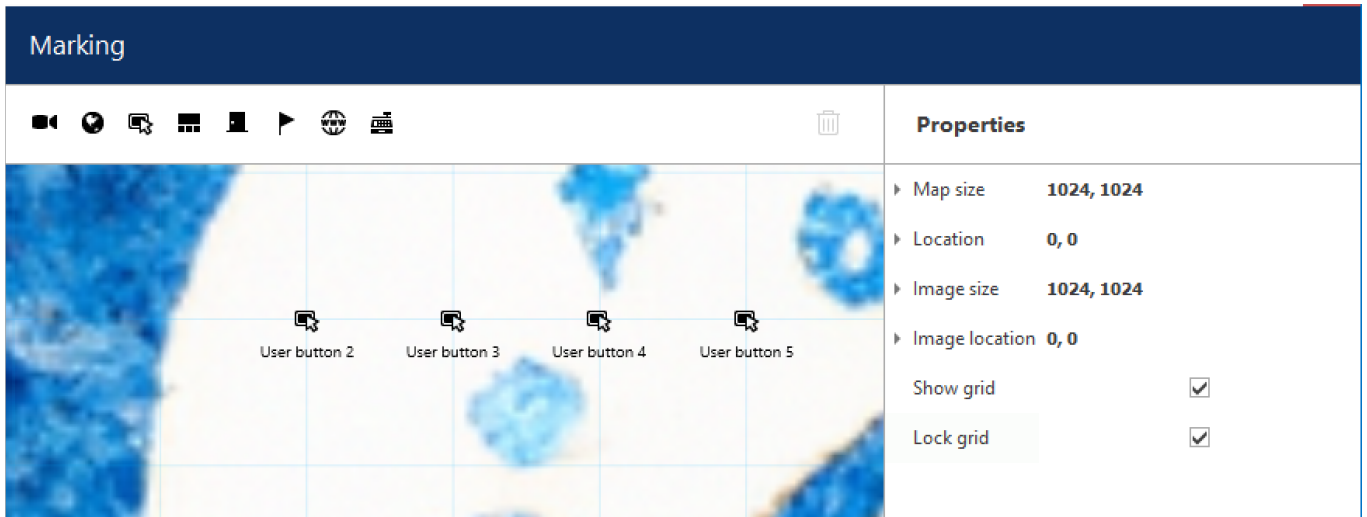 Marking
www
Properties
Map size 1024, 1024
Location 0, 0
Image size 1024, 1024
Image location 0, 0
Show grid
Lock grid
User button 2 User button 3 User button 4 User button 5